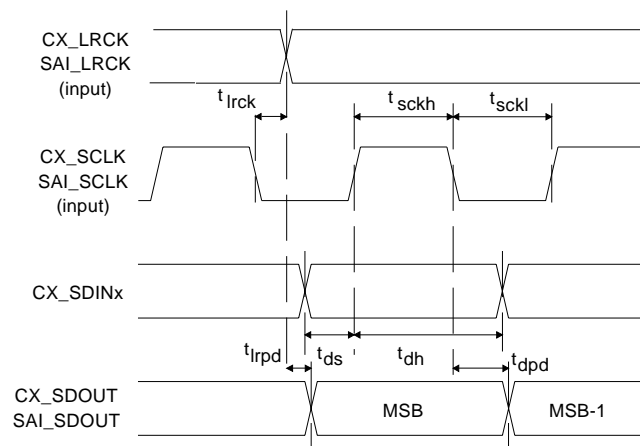 CX_LRCK
SAI_LRCK
(input)
t lrck
t sckh
t sckl
CX_SCLK
SAI_SCLK
(input)
CX_SDINx
t lrpd
t ds
t dh
t dpd
CX_SDOUT
SAI_SDOUT
MSB
MSB-1